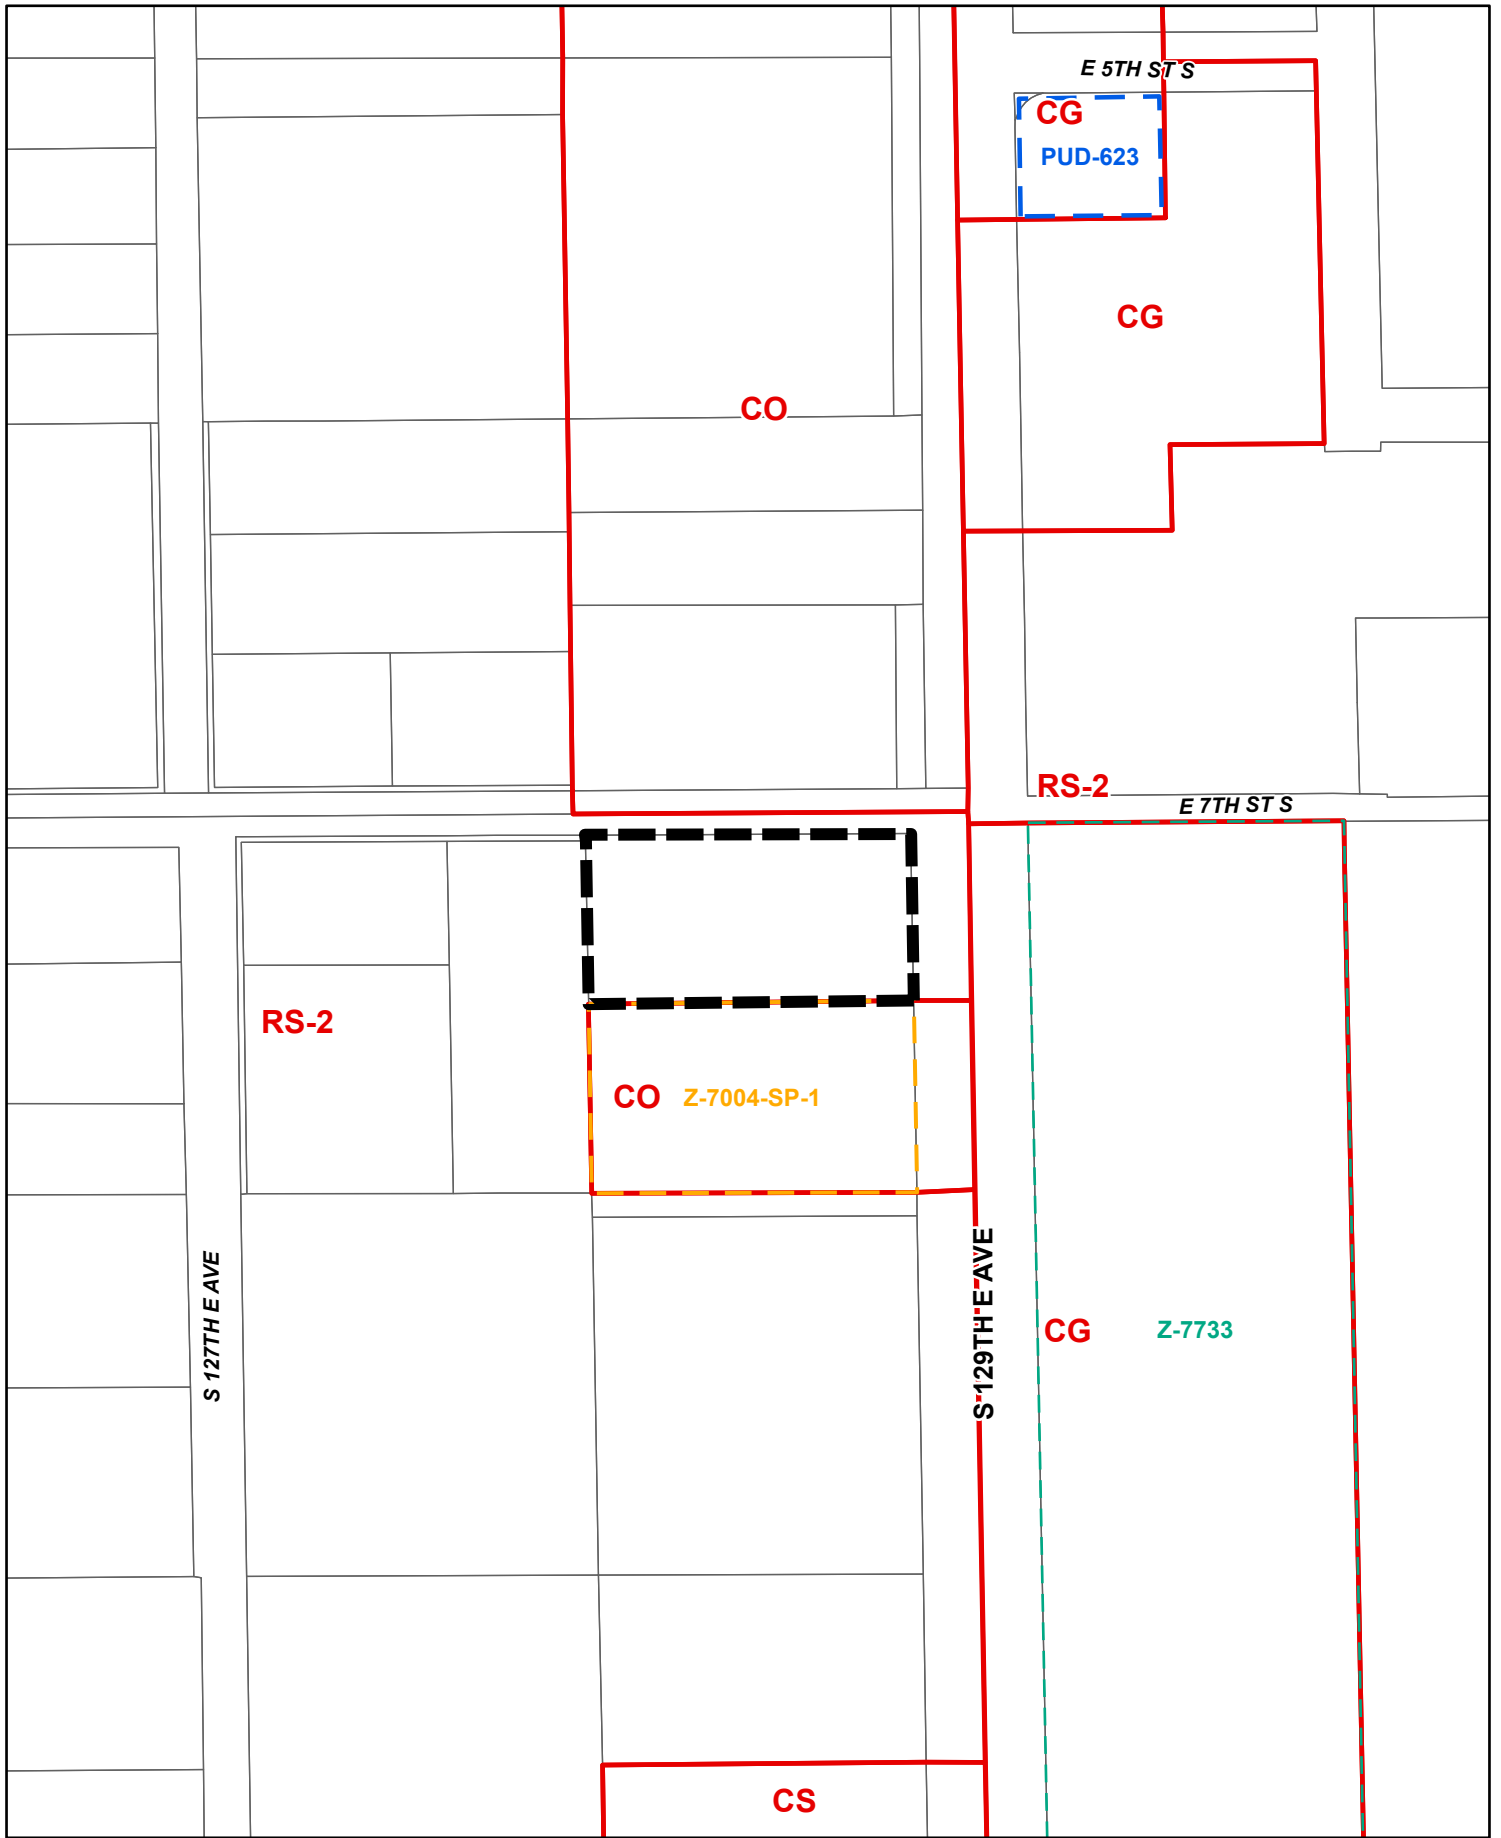 E 5TH ST S
CG
PUD-623
CG
CO
RS-2
E 7TH ST S
RS-2
CO Z-7004-SP-1
S 127TH E AVE
S 129TH E AVE
CG Z-7733
CS